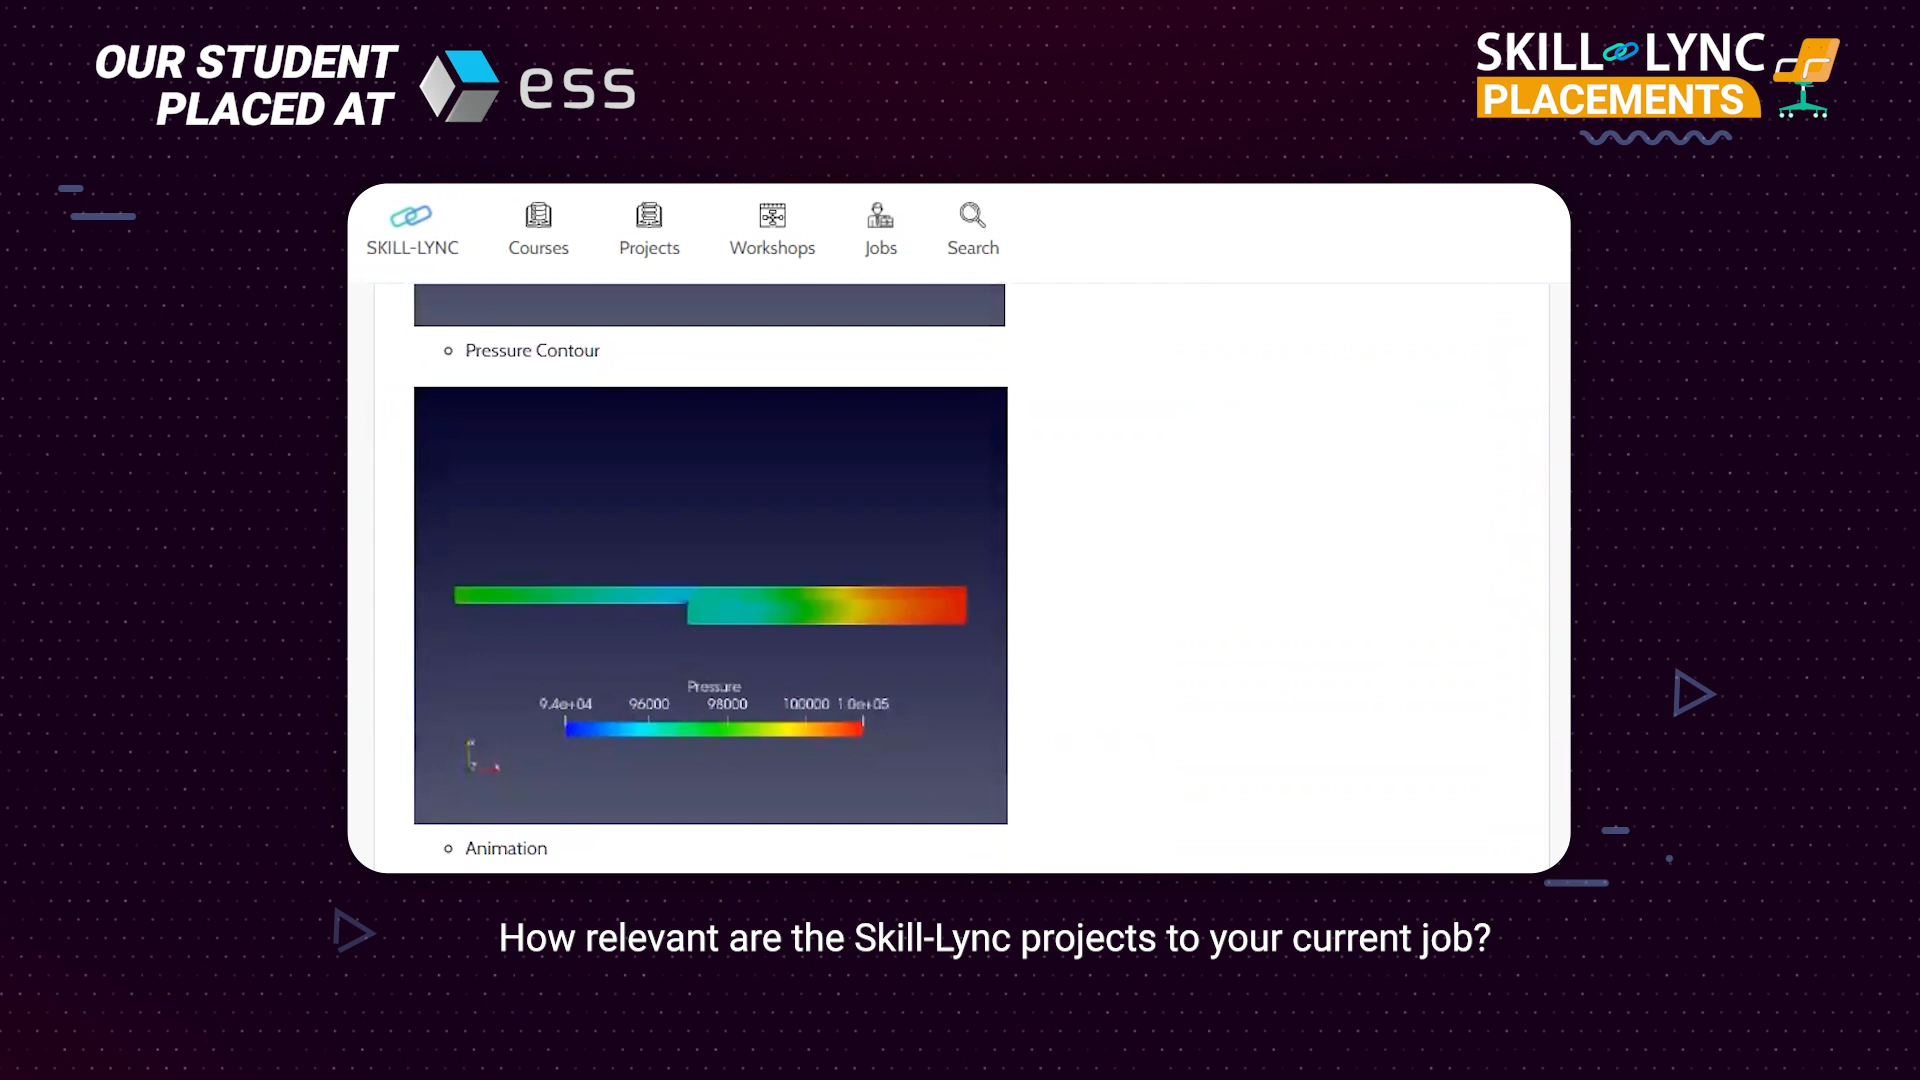 OUR STUDENT
PLACED AT
ess
SKILL LYNC
PLACEMENTS
SKILL-LYNC
Courses
Projects
Workshops
Jobs
Search
Pressure Contour
Pressure
9.4e+04 96000 98000 100000 1.0e+05
Animation
How relevant are the Skill-Lync projects to your current job?